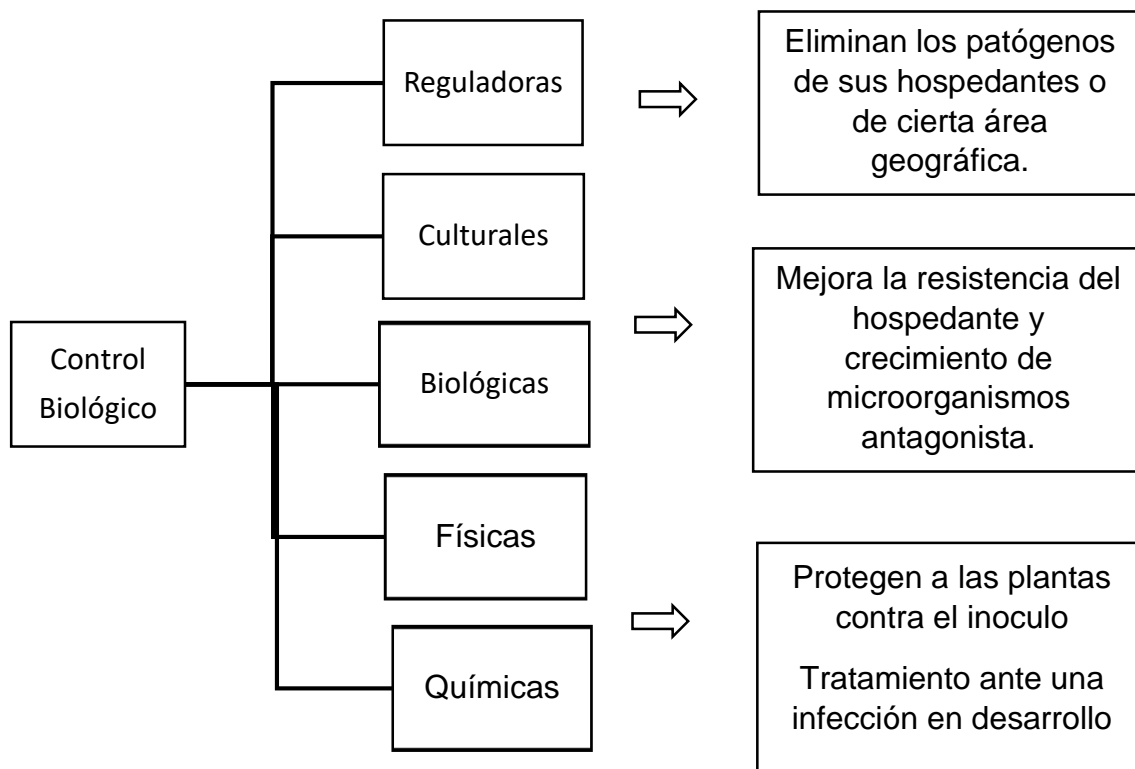 Control
Biológico
Reguladoras
Eliminan los patógenos
de sus hospedantes o
de cierta área
geográfica.
Culturales
Biológicas
Mejora la resistencia del
hospedante y
crecimiento de
microorganismos
antagonista.
Físicas
Químicas
Protegen a las plantas
contra el inoculo
Tratamiento ante una
infección en desarrollo